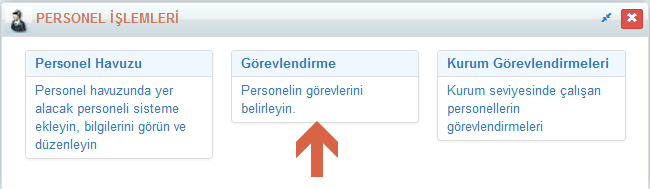 PERSONEL İŞLEMLERİ
Personel Havuzu
Personel havuzunda yer
alacak personeli sisteme
ekleyin, bilgilerini görün ve
düzenleyin
Görevlendirme
Personelin görevlerini
belirleyin.
Kurum Görevlendirmeleri
Kurum seviyesinde çalışan
personellerin
görevlendirmeleri